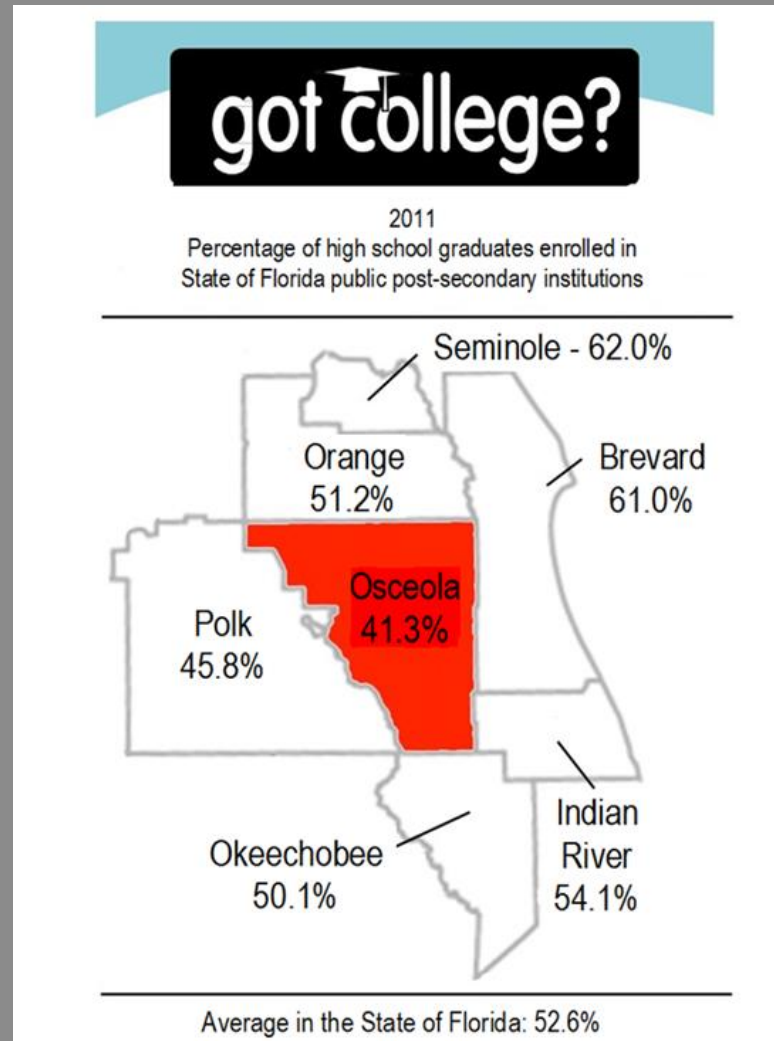 got college?
2011
Percentage of high school graduates enrolled in
State of Florida public post-secondary institutions
Seminole - 62.0%
Orange
51.2%
Brevard
61.0%
Osceola
41.3%
Polk
45.8%
Indian
River
54.1%
Okeechobee
50.1%
Average in the State of Florida: 52.6%